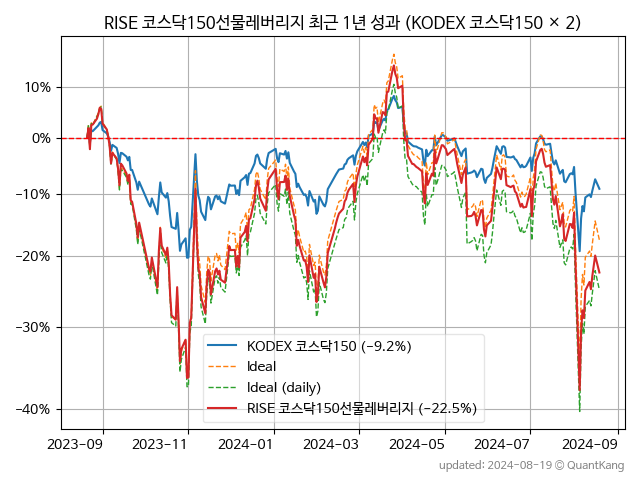 RISE 코스닥150선물레버리지 최근 1년 성과 (KODEX 코스닥150 × 2)
10%
0%
−10%
−20%
−30%
−40%
KODEX 코스닥150 (−9.2%)
Ideal
Ideal (daily)
RISE 코스닥150선물레버리지 (−22.5%)
2023-09 2023-11 2024-01 2024-03 2024-05 2024-07 2024-09
updated: 2024-08-19 © QuantKang